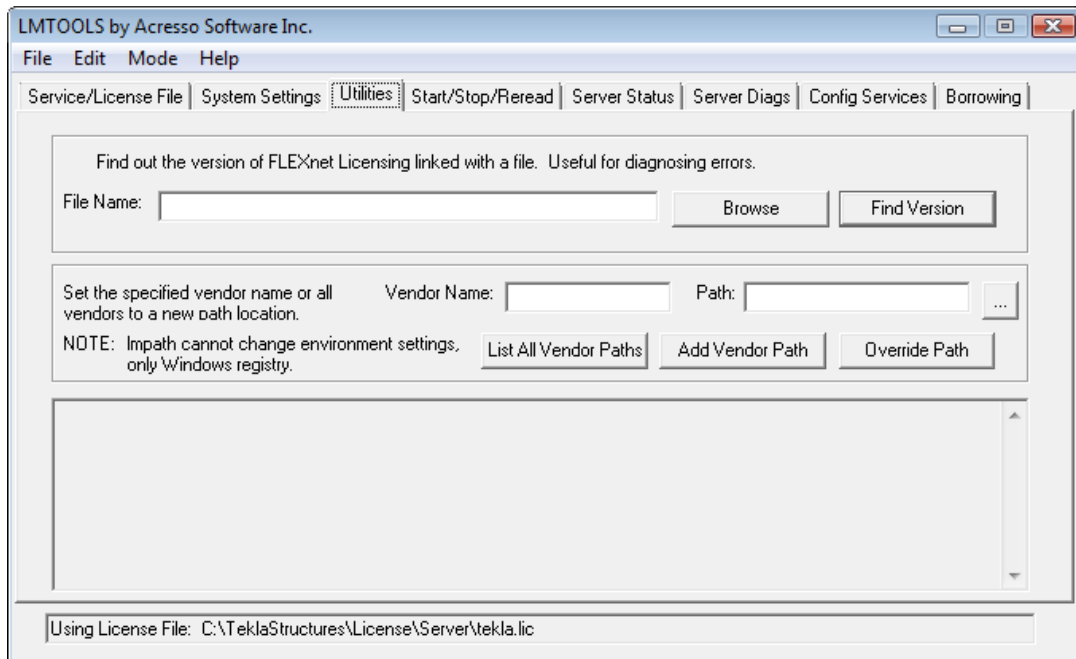 LMTOOLS by Acresso Software Inc.
File Edit Mode Help
Service/License File System Settings Utilities Start/Stop/Reread Server Status Server Diags Config Services Borrowing
Find out the version of FLEXnet Licensing linked with a file. Useful for diagnosing errors.
File Name: Browse Find Version
Set the specified vendor name or all Vendor Name: Path: ...
vendors to a new path location.
NOTE: lmpath cannot change environment settings, List All Vendor Paths Add Vendor Path Override Path
only Windows registry.
Using License File: C:\TeklaStructures\License\Server\tekla.lic